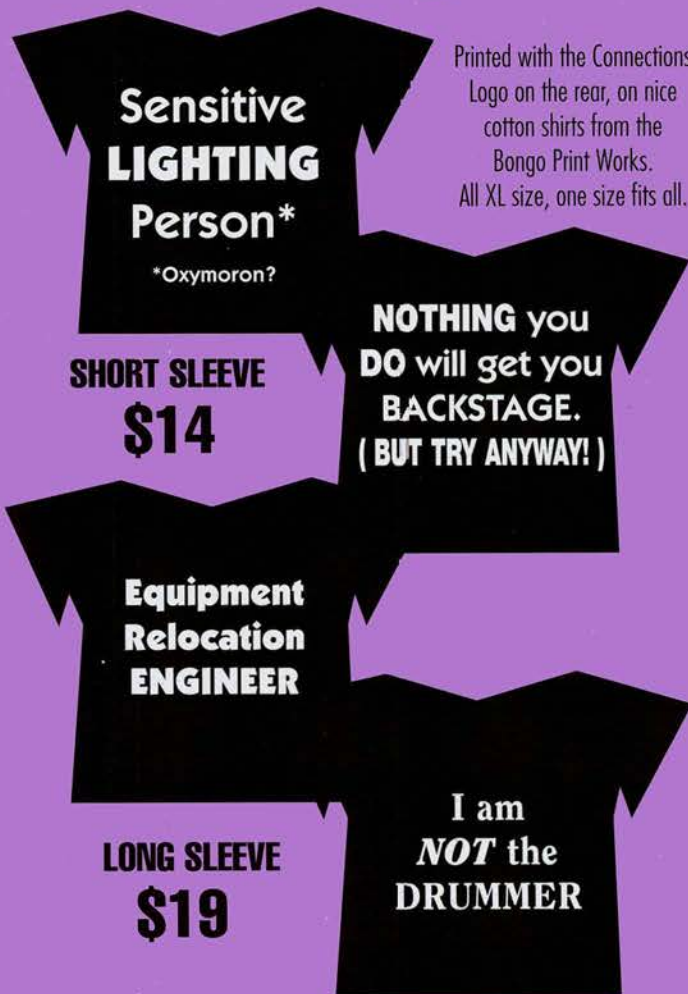 Sensitive
LIGHTING
Person*
*Oxymoron?
Printed with the Connections
Logo on the rear, on nice
cotton shirts from the
Bongo Print Works.
All XL size, one size fits all.
SHORT SLEEVE
$14
NOTHING you
DO will get you
BACKSTAGE.
( BUT TRY ANYWAY! )
Equipment
Relocation
ENGINEER
LONG SLEEVE
$19
I am
NOT the
DRUMMER